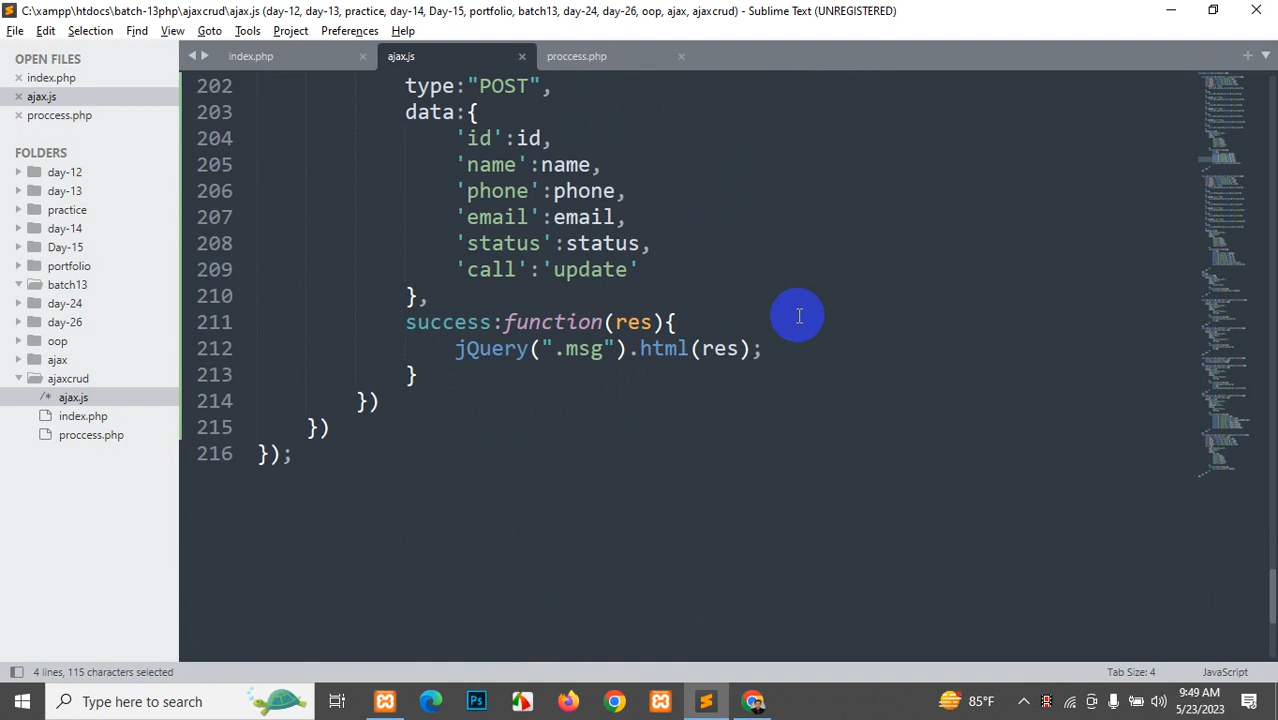 C:\xampp\htdocs\batch-13php\ajaxcrud\ajax.js (day-12, day-13, practice, day-14, Day-15, portfolio, batch13, day-24, day-26, oop, ajax, ajaxcrud) - Sublime Text (UNREGISTERED)
File Edit Selection Find View Goto Tools Project Preferences Help
OPEN FILES
index.php
ajax.js
proccess.php
FOLDERS
day-12
day-13
practice
day-14
Day-15
portfolio
batch13
day-24
day-26
oop
ajax
ajaxcrud
/* ajax.js
index.php
proccess.php
index.php ajax.js proccess.php
202 type:"POST",
203 data:{
204 'id':id,
205 'name':name,
206 'phone':phone,
207 'email':email,
208 'status':status,
209 'call':'update'
210 },
211 success:function(res){
212 jQuery(".msg").html(res);
213 }
214 })
215 })
216 });
4 lines, 115 characters selected
Tab Size: 4
JavaScript
Type here to search
85°F
9:49 AM
5/23/2023